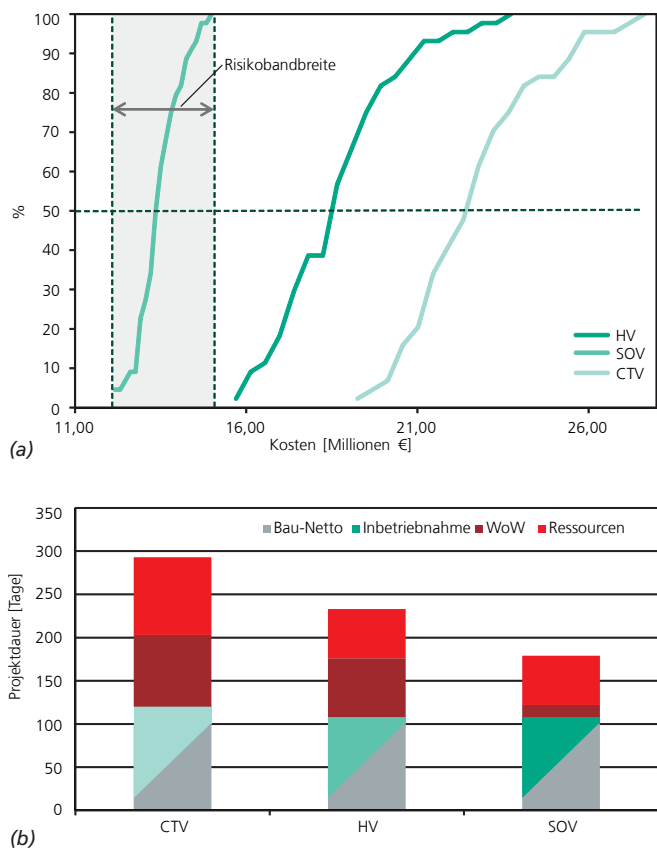 100
90
80
70
60
50
40
30
20
10
0
%
Risikobandbreite
HV
SOV
CTV
11,00 16,00 21,00 26,00
Kosten [Millionen €]
(a)
350
300
250
200
150
100
50
0
Projektdauer [Tage]
Bau-Netto Inbetriebnahme WoW Ressourcen
CTV HV SOV
(b)